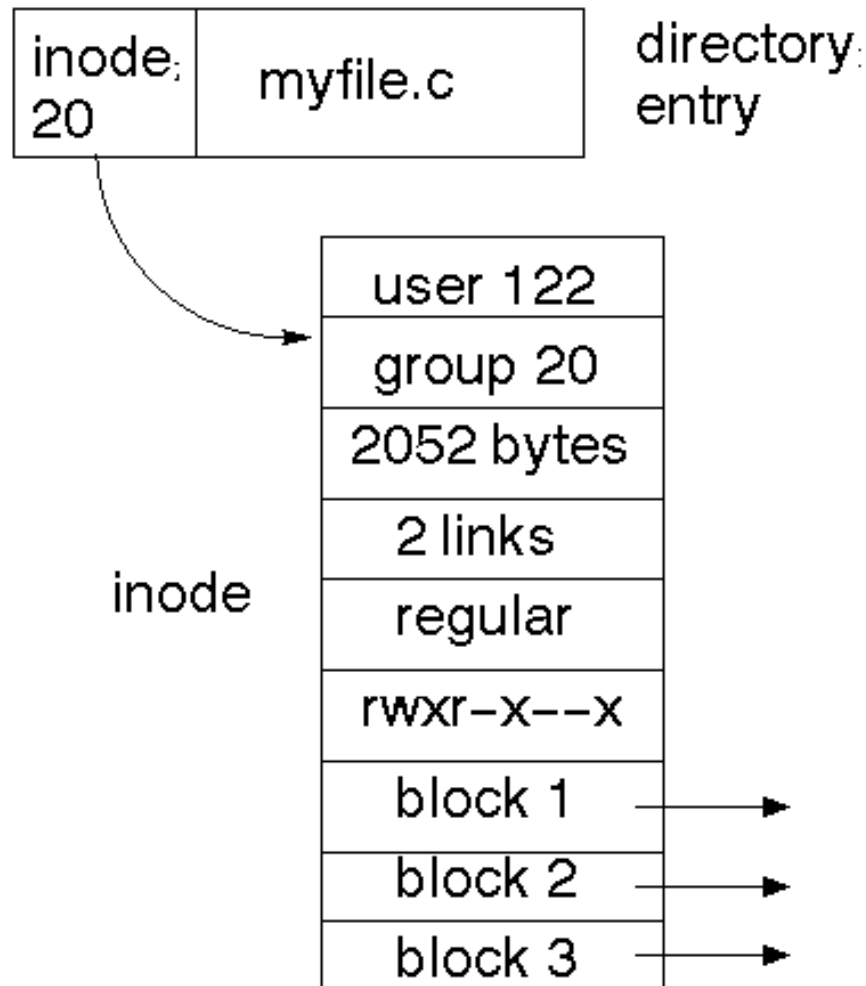 inode;
20
myfile.c
directory:
entry
user 122
group 20
2052 bytes
2 links
inode
regular
rwxr-x--x
block 1
block 2
block 3